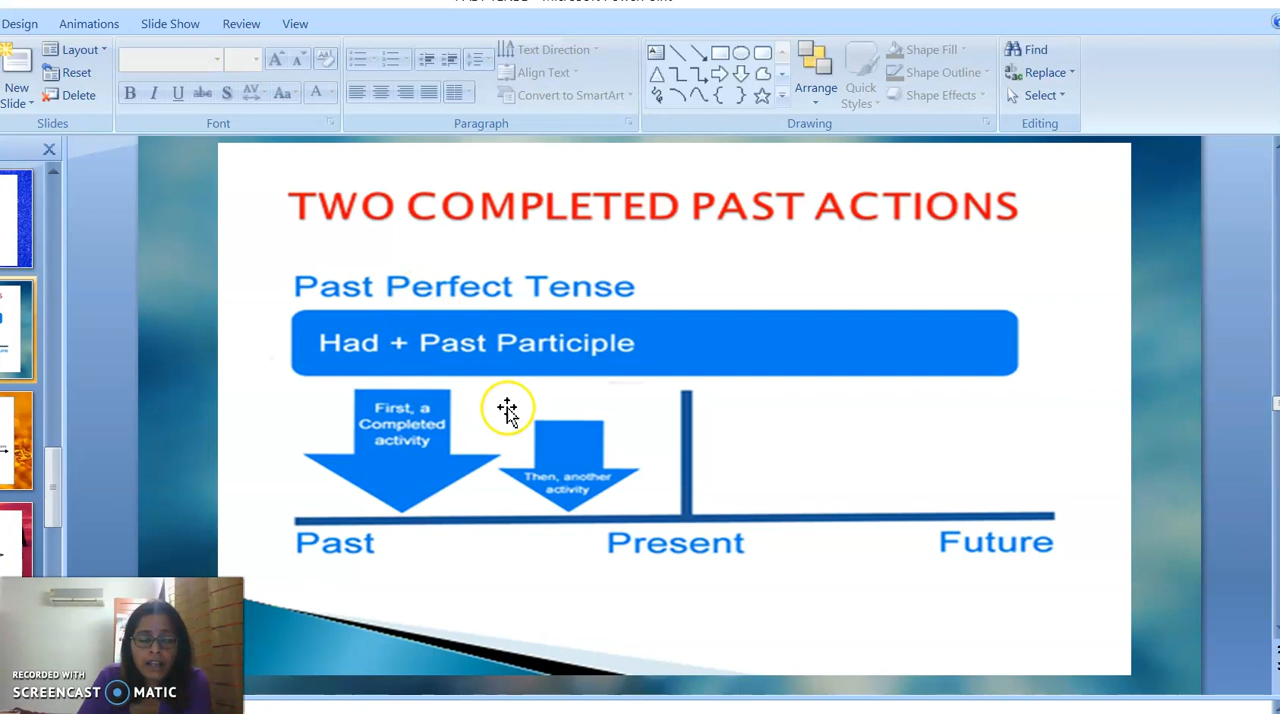 Design Animations Slide Show Review View
New
Slide
Layout
Reset
Delete
Slides
B I U abc S AV Aa A
Font
Text Direction
Align Text
Convert to SmartArt
Paragraph
Arrange
Quick
Styles
Shape Fill
Shape Outline
Shape Effects
Drawing
Find
Replace
Select
Editing
TWO COMPLETED PAST ACTIONS
Past Perfect Tense
Had + Past Participle
First, a
Completed
activity
Then, another
activity
Past Present Future
RECORDED WITH
SCREENCAST MATIC